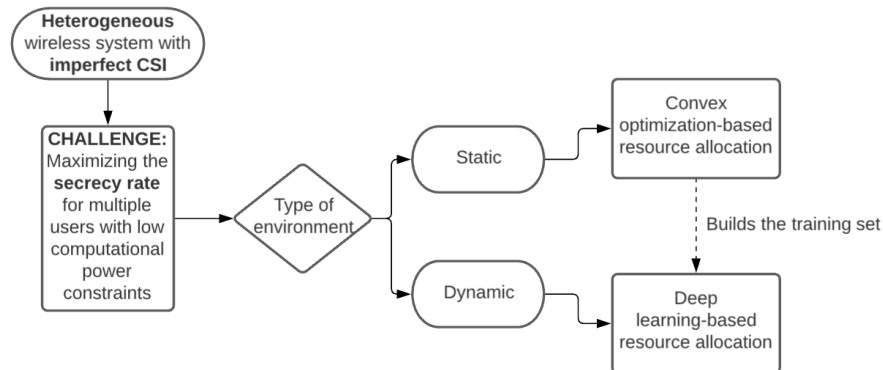 Heterogeneous
wireless system with
imperfect CSI
CHALLENGE:
Maximizing the
secrecy rate
for multiple
users with low
computational
power
constraints
Type of
environment
Static
Dynamic
Convex
optimization-based
resource allocation
Builds the training set
Deep
learning-based
resource allocation